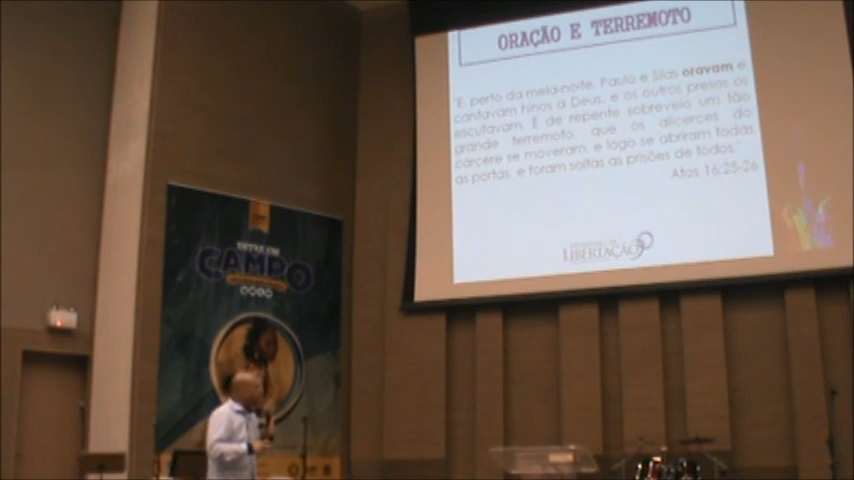 ORAÇÃO E TERREMOTO
"E, perto da meia-noite, Paulo e Silas oravam e
cantavam hinos a Deus, e os outros presos os
escutavam. E de repente sobreveio um tão
grande terremoto, que os alicerces do
cárcere se moveram, e logo se abriram todas
as portas, e foram soltas as prisões de todos."
Atos 16:25-26
LIBERTAÇÃO
CAMPO